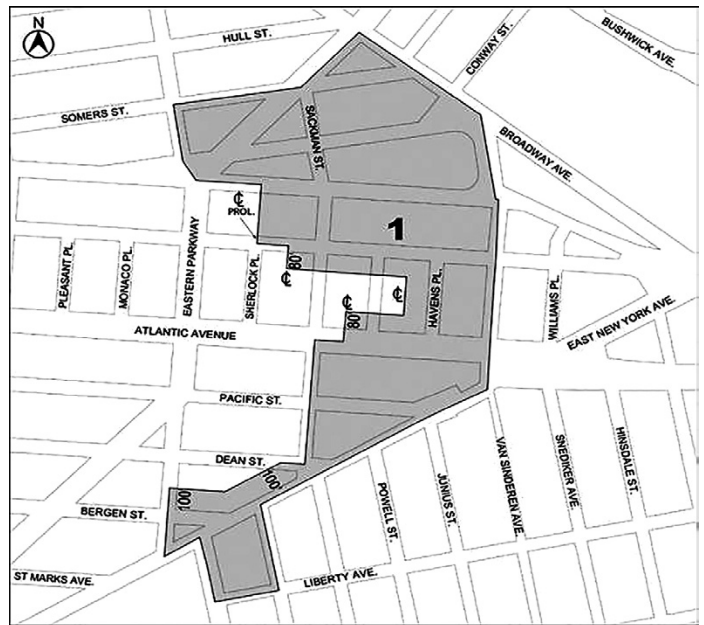 N
HULL ST.
CONWAY ST.
BUSHWICK AVE.
SOMERS ST.
SACKMAN ST.
BROADWAY AVE.
℄
PROL.
1
PLEASANT PL.
MONACO PL.
EASTERN PARKWAY
SHERLOCK PL.
80'
℄
℄
80'
℄
HAVENS PL.
WILLIAMS PL.
EAST NEW YORK AVE.
ATLANTIC AVENUE
PACIFIC ST.
DEAN ST.
100'
100'
BERGEN ST.
POWELL ST.
JUNIUS ST.
VAN SINDEREN AVE.
SNEDIKER AVE.
HINSDALE ST.
ST MARKS AVE.
LIBERTY AVE.